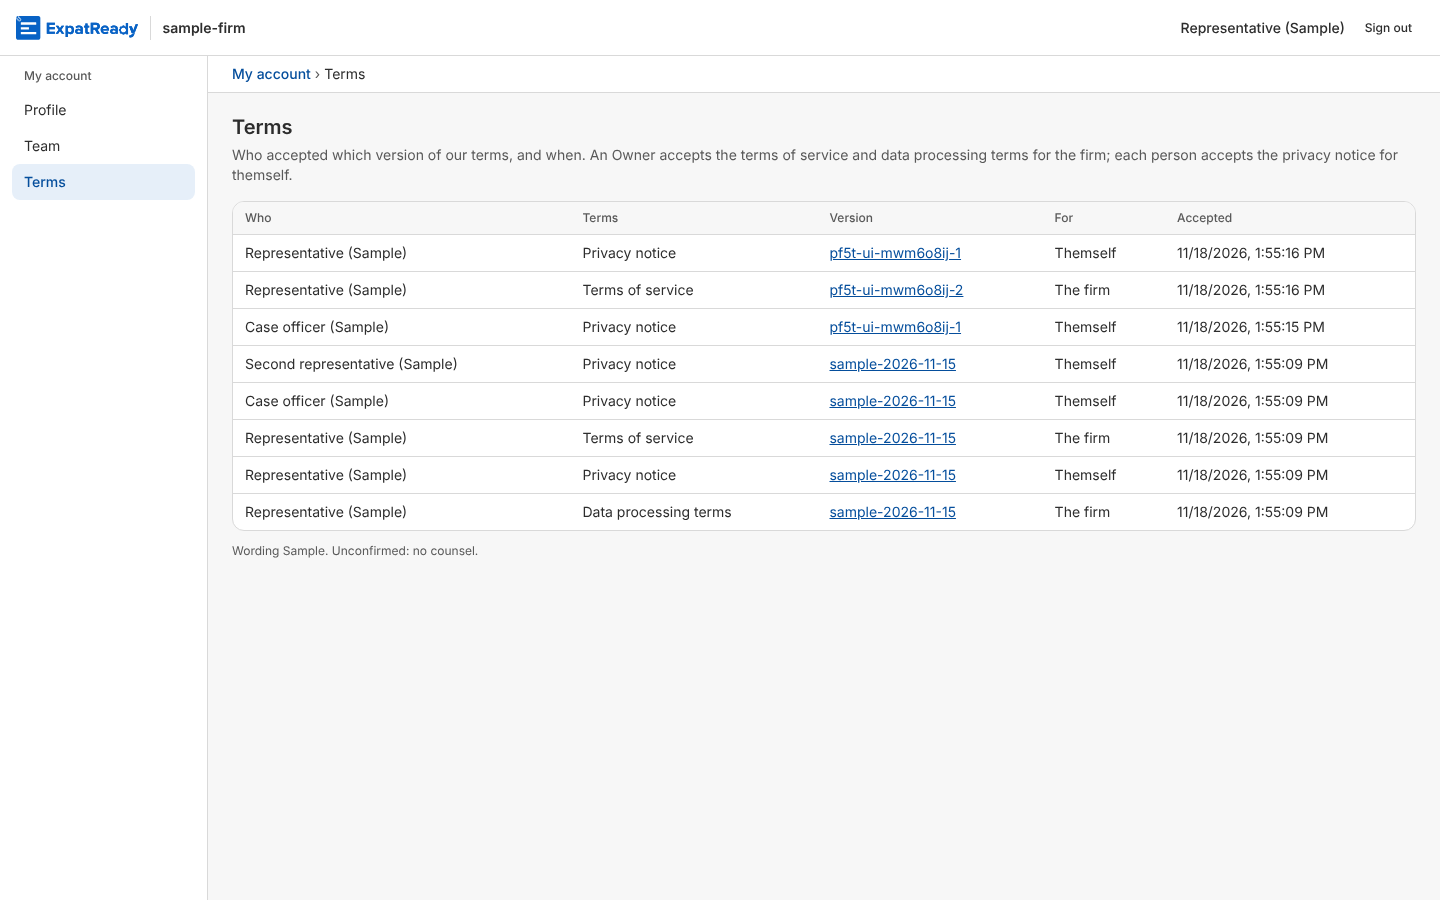 ExpatReady sample-firm Representative (Sample) Sign out
My account
Profile
Team
Terms
My account › Terms
Terms
Who accepted which version of our terms, and when. An Owner accepts the terms of service and data processing terms for the firm; each person accepts the privacy notice for
themself.
Who Terms Version For Accepted
Representative (Sample) Privacy notice pf5t-ui-mwm6o8ij-1 Themself 11/18/2026, 1:55:16 PM
Representative (Sample) Terms of service pf5t-ui-mwm6o8ij-2 The firm 11/18/2026, 1:55:16 PM
Case officer (Sample) Privacy notice pf5t-ui-mwm6o8ij-1 Themself 11/18/2026, 1:55:15 PM
Second representative (Sample) Privacy notice sample-2026-11-15 Themself 11/18/2026, 1:55:09 PM
Case officer (Sample) Privacy notice sample-2026-11-15 Themself 11/18/2026, 1:55:09 PM
Representative (Sample) Terms of service sample-2026-11-15 The firm 11/18/2026, 1:55:09 PM
Representative (Sample) Privacy notice sample-2026-11-15 Themself 11/18/2026, 1:55:09 PM
Representative (Sample) Data processing terms sample-2026-11-15 The firm 11/18/2026, 1:55:09 PM
Wording Sample. Unconfirmed: no counsel.